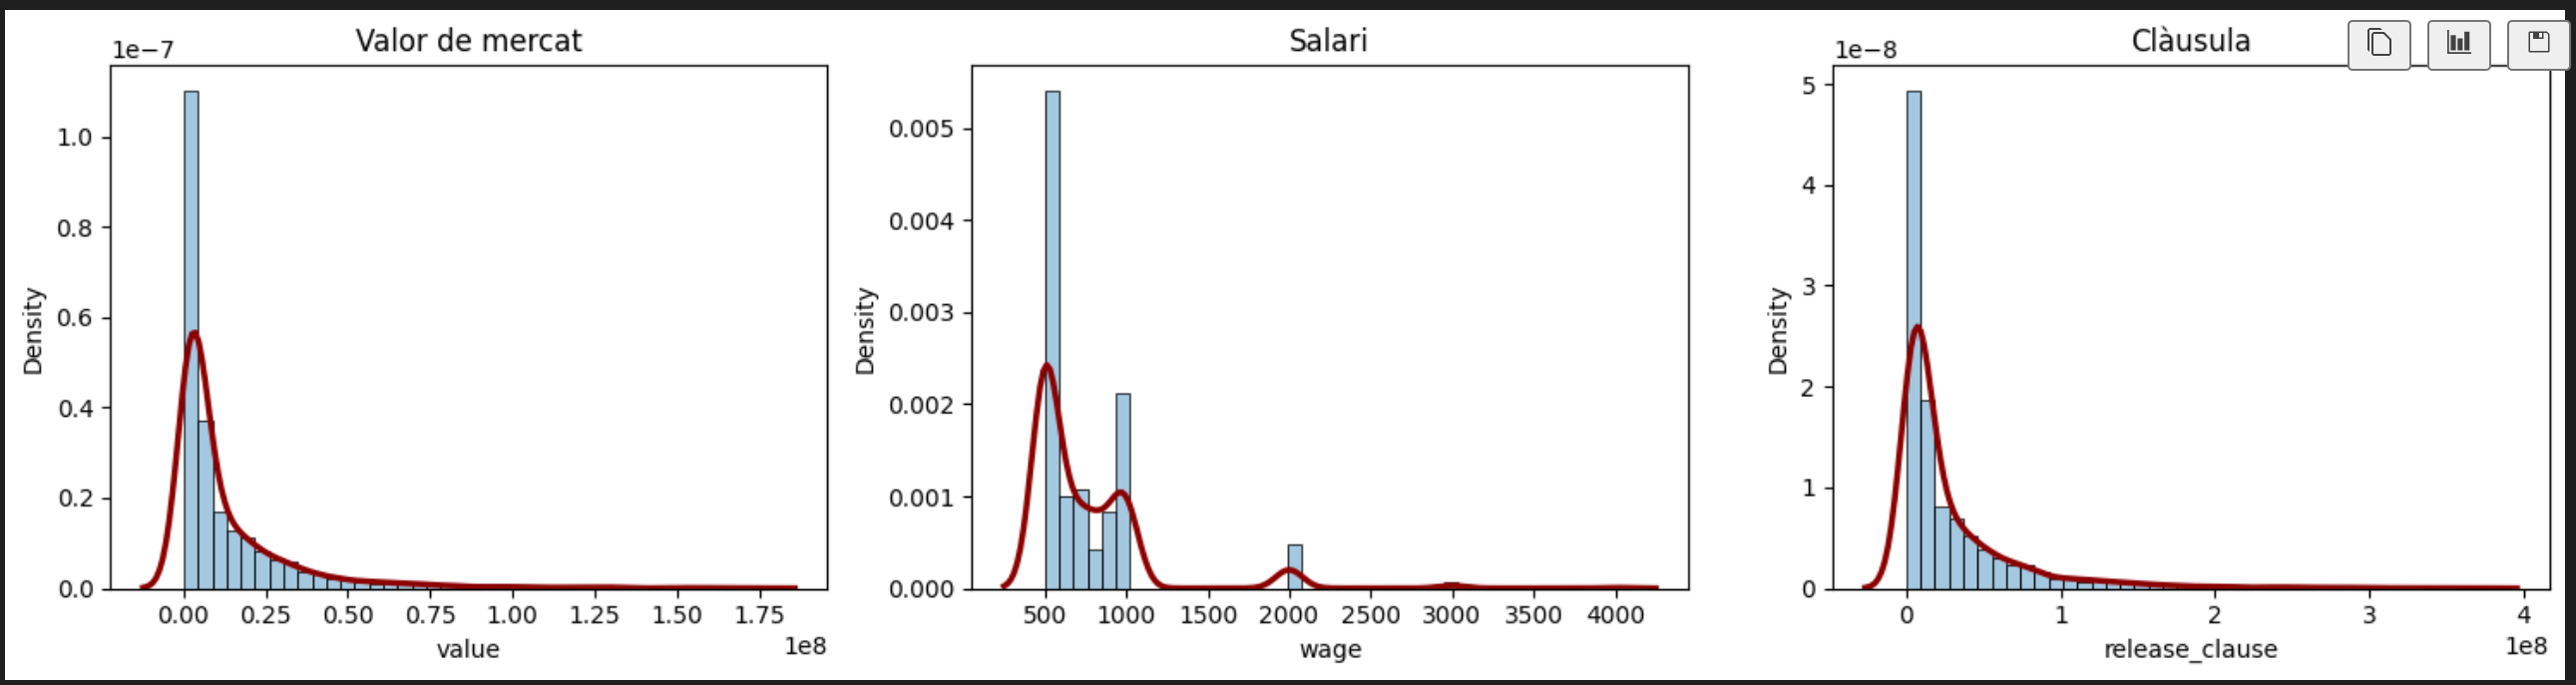 Valor de mercat
1e−7
Density
1.0
0.8
0.6
0.4
0.2
0.0
0.00 0.25 0.50 0.75 1.00 1.25 1.50 1.75
1e8
value
Salari
Density
0.005
0.004
0.003
0.002
0.001
0.000
500 1000 1500 2000 2500 3000 3500 4000
wage
Clàusula
1e−8
Density
5
4
3
2
1
0
0 1 2 3 4
1e8
release_clause